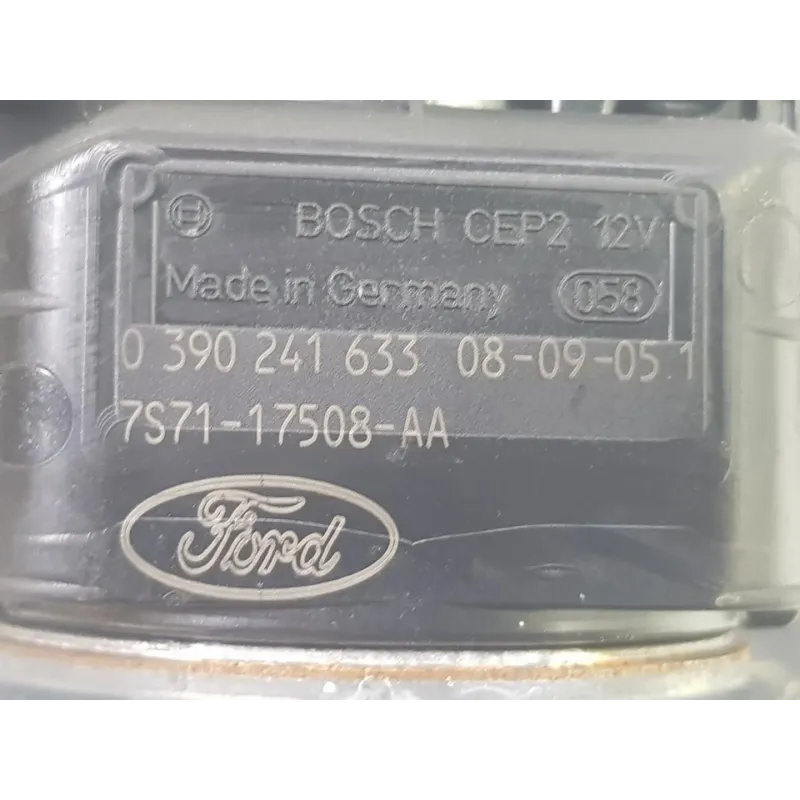 BOSCH CEP2 12V
Made in Germany 058
0 390 241 633 08-09-05 1
7S71-17508-AA
Ford